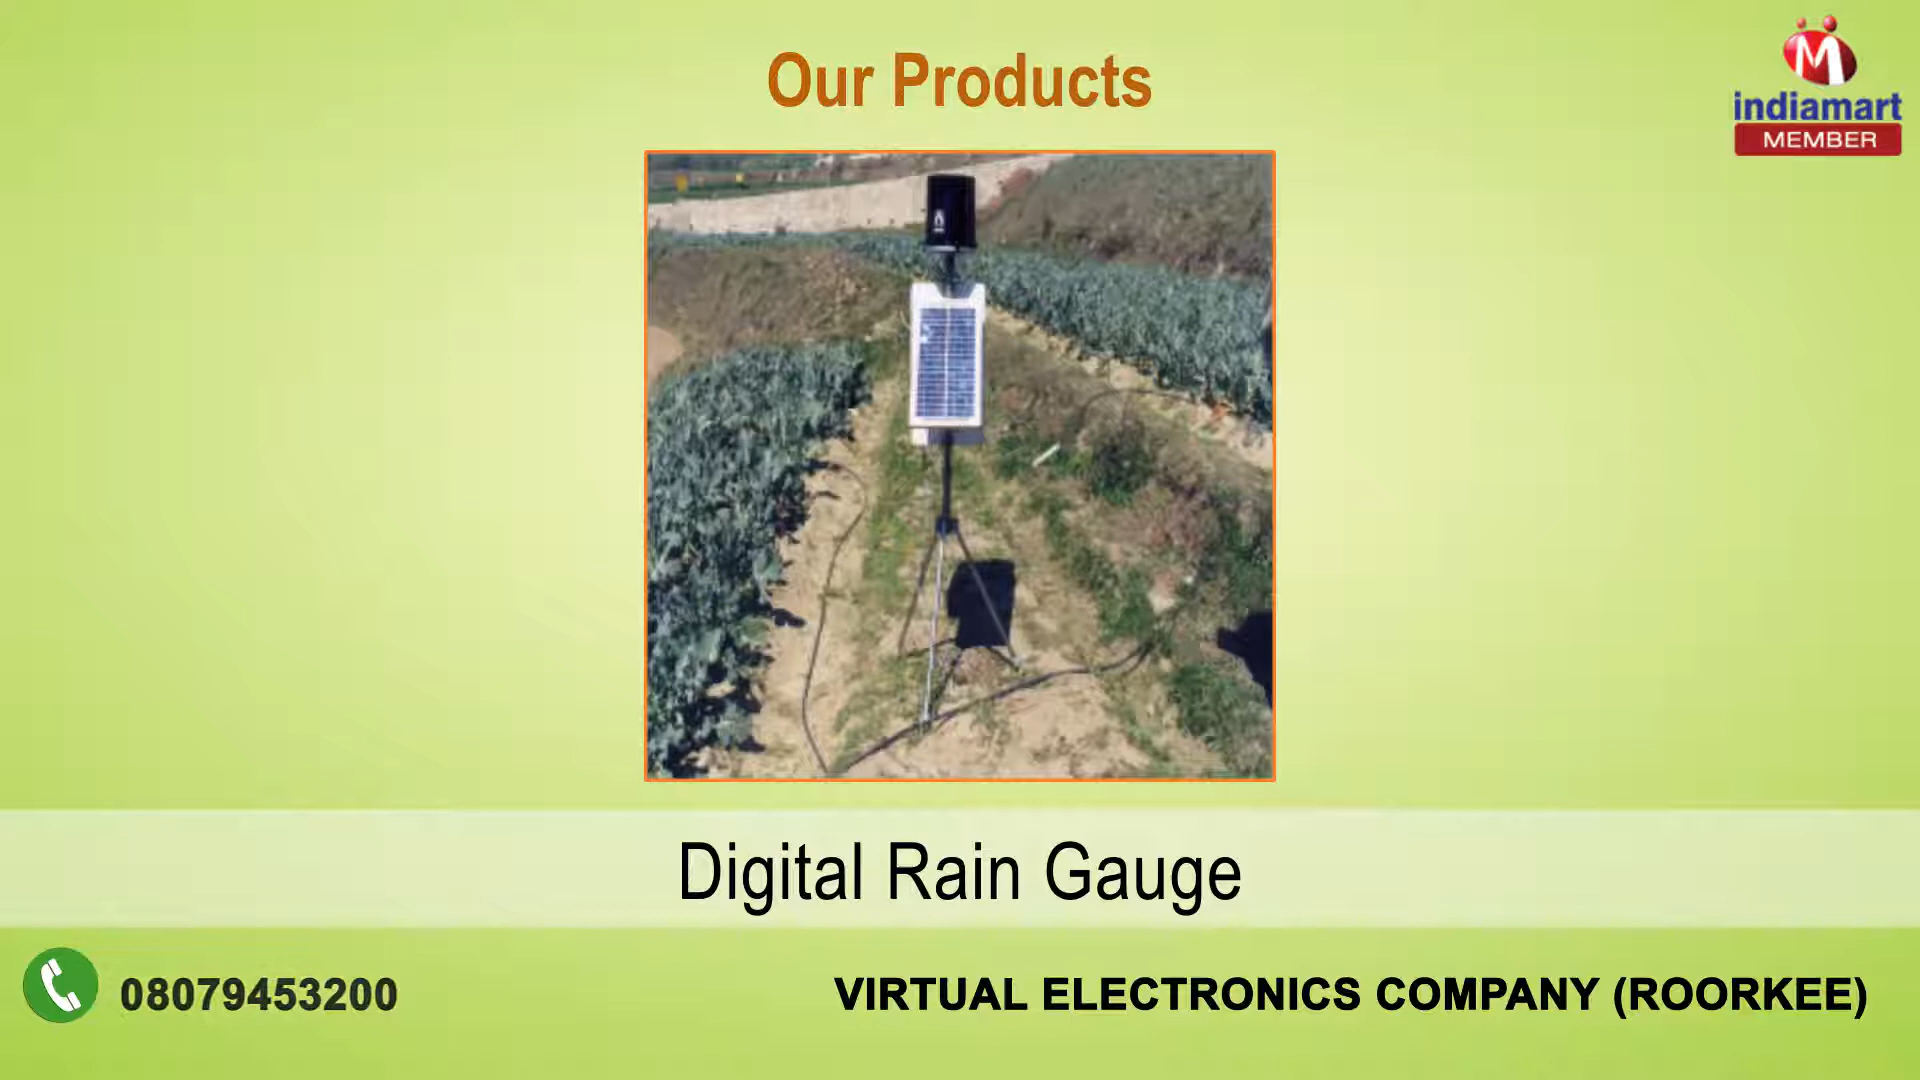 Our Products
indiamart
MEMBER
Digital Rain Gauge
08079453200
VIRTUAL ELECTRONICS COMPANY (ROORKEE)